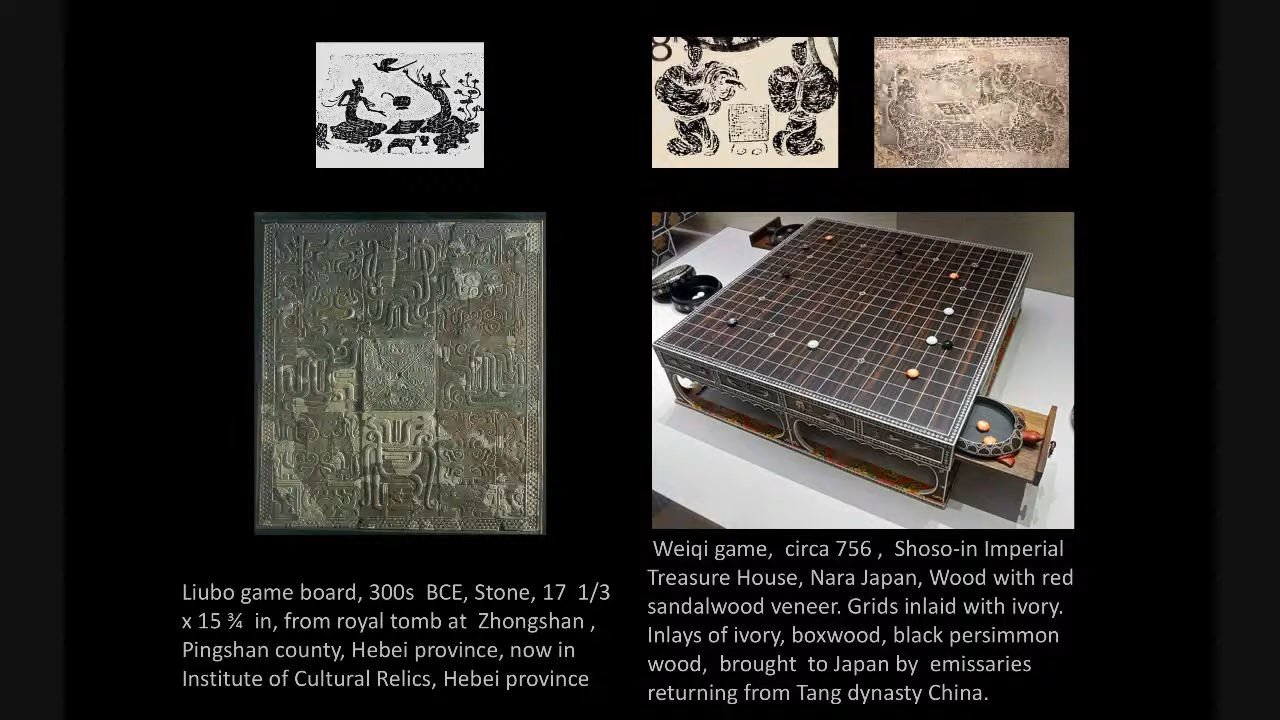 Liubo game board, 300s  BCE, Stone, 17  1/3
x 15 ¾  in, from royal tomb at  Zhongshan ,
Pingshan county, Hebei province, now in
Institute of Cultural Relics, Hebei province
Weiqi game,  circa 756 ,  Shoso-in Imperial
Treasure House, Nara Japan, Wood with red
sandalwood veneer. Grids inlaid with ivory.
Inlays of ivory, boxwood, black persimmon
wood,  brought  to Japan by  emissaries
returning from Tang dynasty China.